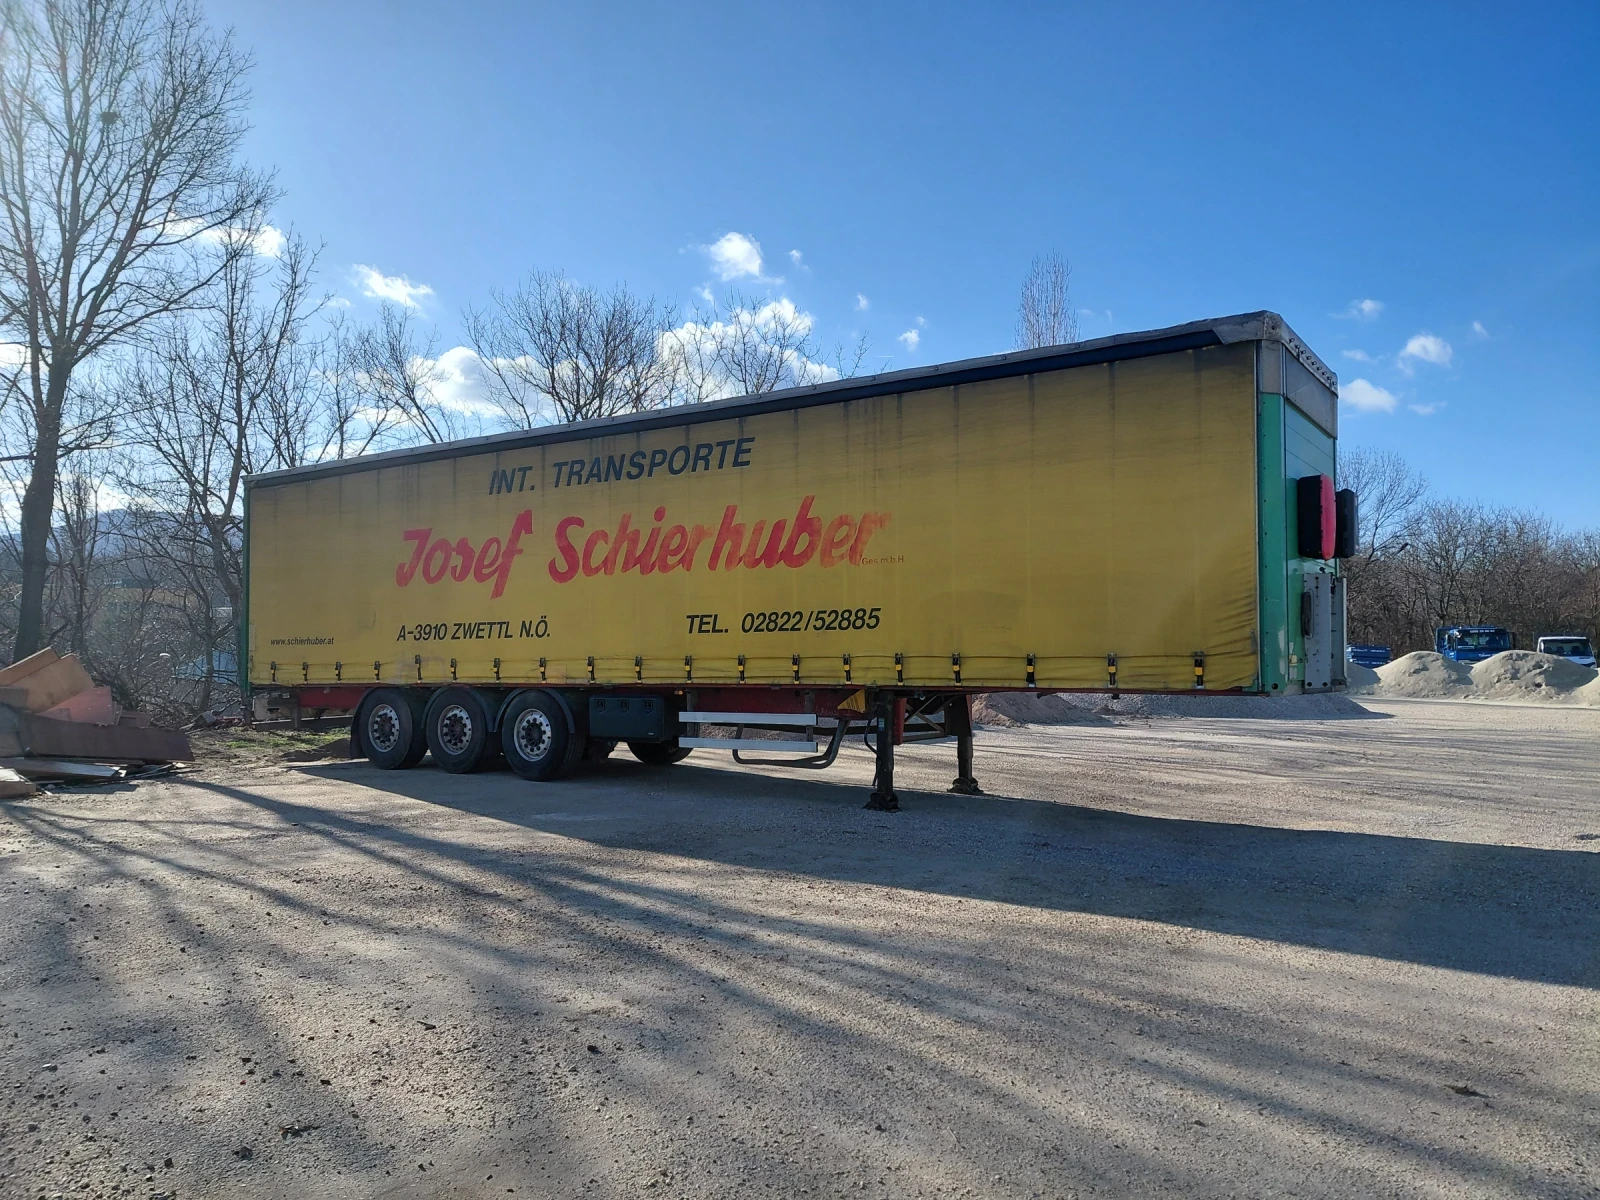 INT. TRANSPORTE
Josef Schierhuber
Ges.m.b.H.
A-3910 ZWETTL N.Ö. TEL. 02822/52885
www.schierhuber.at